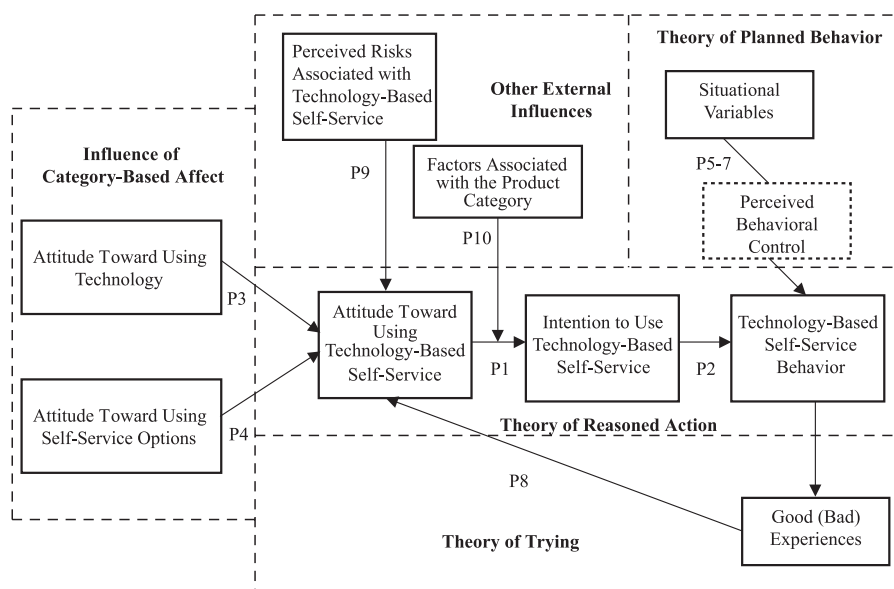 Perceived Risks
Associated with
Technology-Based
Self-Service
Other External
Influences
Theory of Planned Behavior
Situational
Variables
Influence of
Category-Based Affect
P9
Factors Associated
with the Product
Category
P5-7
Perceived
Behavioral
Control
P10
Attitude Toward Using
Technology
P3
Attitude Toward
Using
Technology-Based
Self-Service
P1
Intention to Use
Technology-Based
Self-Service
P2
Technology-Based
Self-Service
Behavior
Attitude Toward Using
Self-Service Options
P4
Theory of Reasoned Action
P8
Good (Bad)
Experiences
Theory of Trying